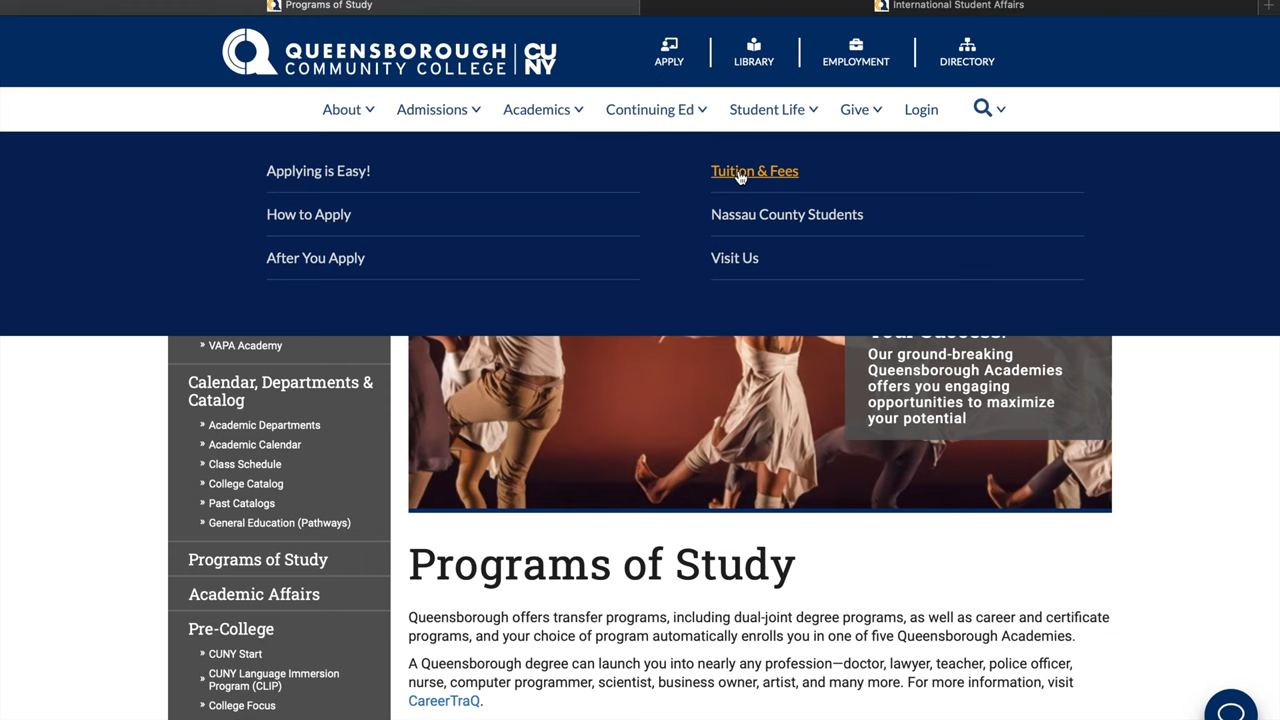 Programs of Study
International Student Affairs
QUEENSBOROUGH
COMMUNITY COLLEGE
CU
NY
APPLY
LIBRARY
EMPLOYMENT
DIRECTORY
About
Admissions
Academics
Continuing Ed
Student Life
Give
Login
Applying is Easy!
Tuition & Fees
How to Apply
Nassau County Students
After You Apply
Visit Us
» VAPA Academy
Calendar, Departments &
Catalog
» Academic Departments
» Academic Calendar
» Class Schedule
» College Catalog
» Past Catalogs
» General Education (Pathways)
Programs of Study
Academic Affairs
Pre-College
» CUNY Start
» CUNY Language Immersion
Program (CLIP)
» College Focus
Your Success!
Our ground-breaking
Queensborough Academies
offers you engaging
opportunities to maximize
your potential
Programs of Study
Queensborough offers transfer programs, including dual-joint degree programs, as well as career and certificate
programs, and your choice of program automatically enrolls you in one of five Queensborough Academies.
A Queensborough degree can launch you into nearly any profession—doctor, lawyer, teacher, police officer,
nurse, computer programmer, scientist, business owner, artist, and many more. For more information, visit
CareerTraQ.